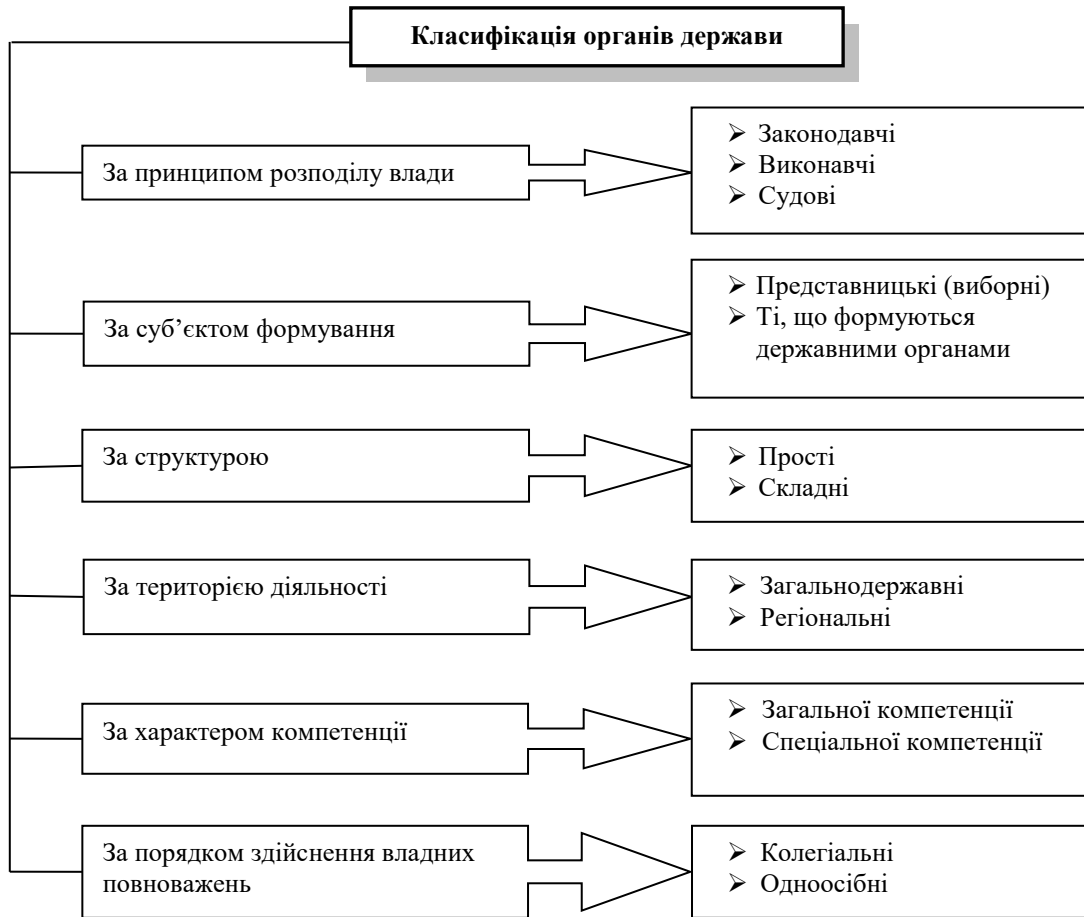 Класифікація органів держави
За принципом розподілу влади
➢ Законодавчі
➢ Виконавчі
➢ Судові
За суб’єктом формування
➢ Представницькі (виборні)
➢ Ті, що формуються
державними органами
За структурою
➢ Прості
➢ Складні
За територією діяльності
➢ Загальнодержавні
➢ Регіональні
За характером компетенції
➢ Загальної компетенції
➢ Спеціальної компетенції
За порядком здійснення владних
повноважень
➢ Колегіальні
➢ Одноосібні